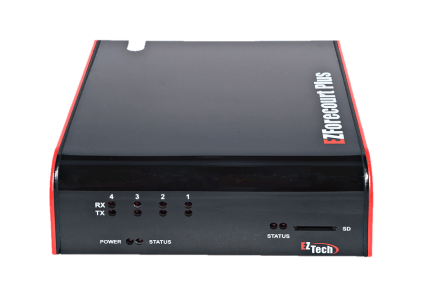 EZForecourt Plus
4 3 2 1
RX
TX
POWER STATUS
STATUS
SD
EZTech